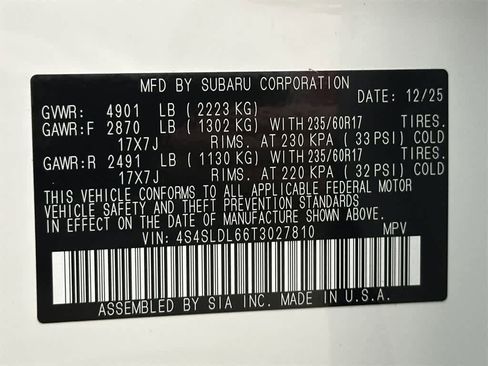 MFD BY SUBARU CORPORATION
GVWR: 4901 LB (2223 KG) DATE: 12/25
GAWR:F 2870 LB (1302 KG) WITH 235/60R17 TIRES.
17X7J RIMS. AT 230 KPA (33 PSI) COLD
GAWR:R 2491 LB (1130 KG) WITH 235/60R17 TIRES.
17X7J RIMS. AT 220 KPA (32 PSI) COLD
THIS VEHICLE CONFORMS TO ALL APPLICABLE FEDERAL MOTOR
VEHICLE SAFETY AND THEFT PREVENTION STANDARDS
IN EFFECT ON THE DATE OF MANUFACTURE SHOWN ABOVE.
VIN: 4S4SLDL66T3027810 MPV
ASSEMBLED BY SIA INC. MADE IN U.S.A.